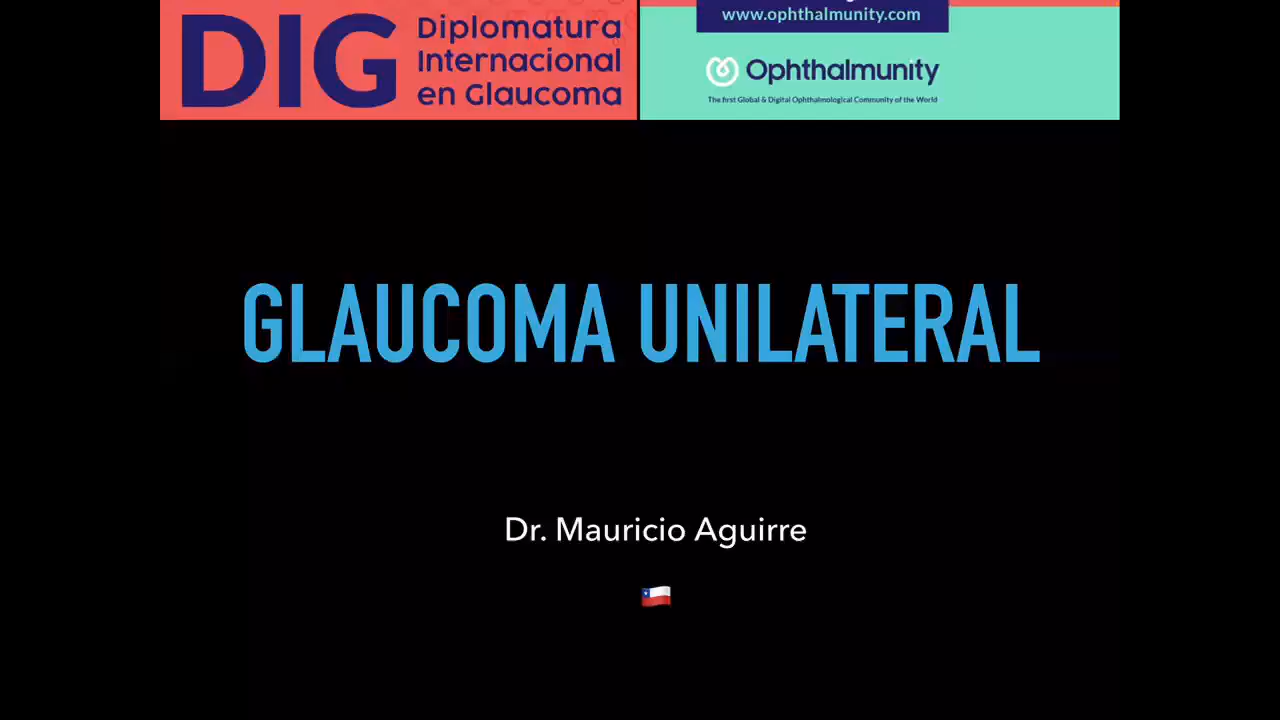 DIG
Diplomatura
Internacional
en Glaucoma
www.ophthalmunity.com
Ophthalmunity
The first Global & Digital Ophthalmological Community of the World
GLAUCOMA UNILATERAL
Dr. Mauricio Aguirre